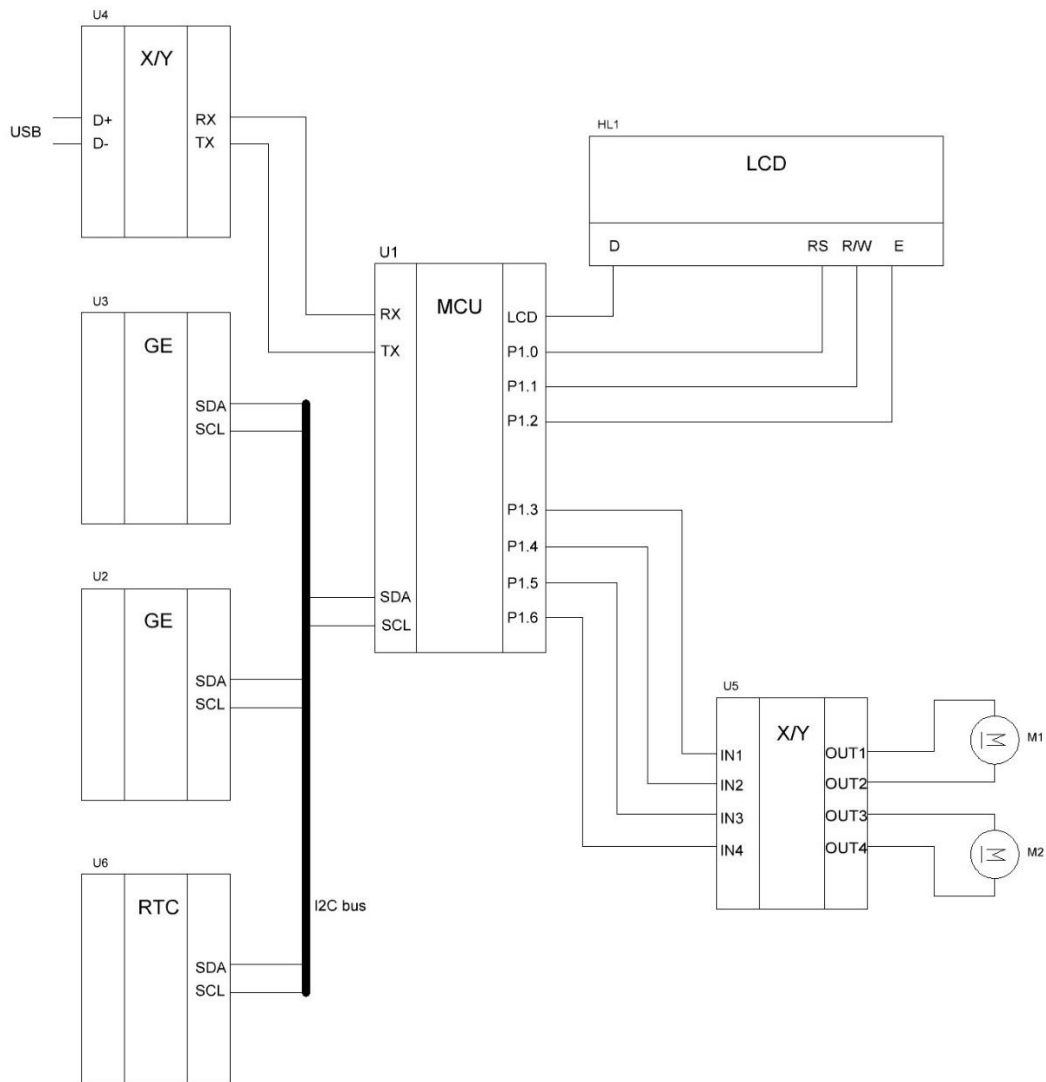 U4
X/Y
USB
D+
D-
RX
TX
HL1
LCD
D
RS
R/W
E
U1
MCU
RX
TX
SDA
SCL
LCD
P1.0
P1.1
P1.2
P1.3
P1.4
P1.5
P1.6
U3
GE
SDA
SCL
U2
GE
SDA
SCL
U6
RTC
SDA
SCL
I2C bus
U5
X/Y
IN1
IN2
IN3
IN4
OUT1
OUT2
OUT3
OUT4
M
M1
M
M2